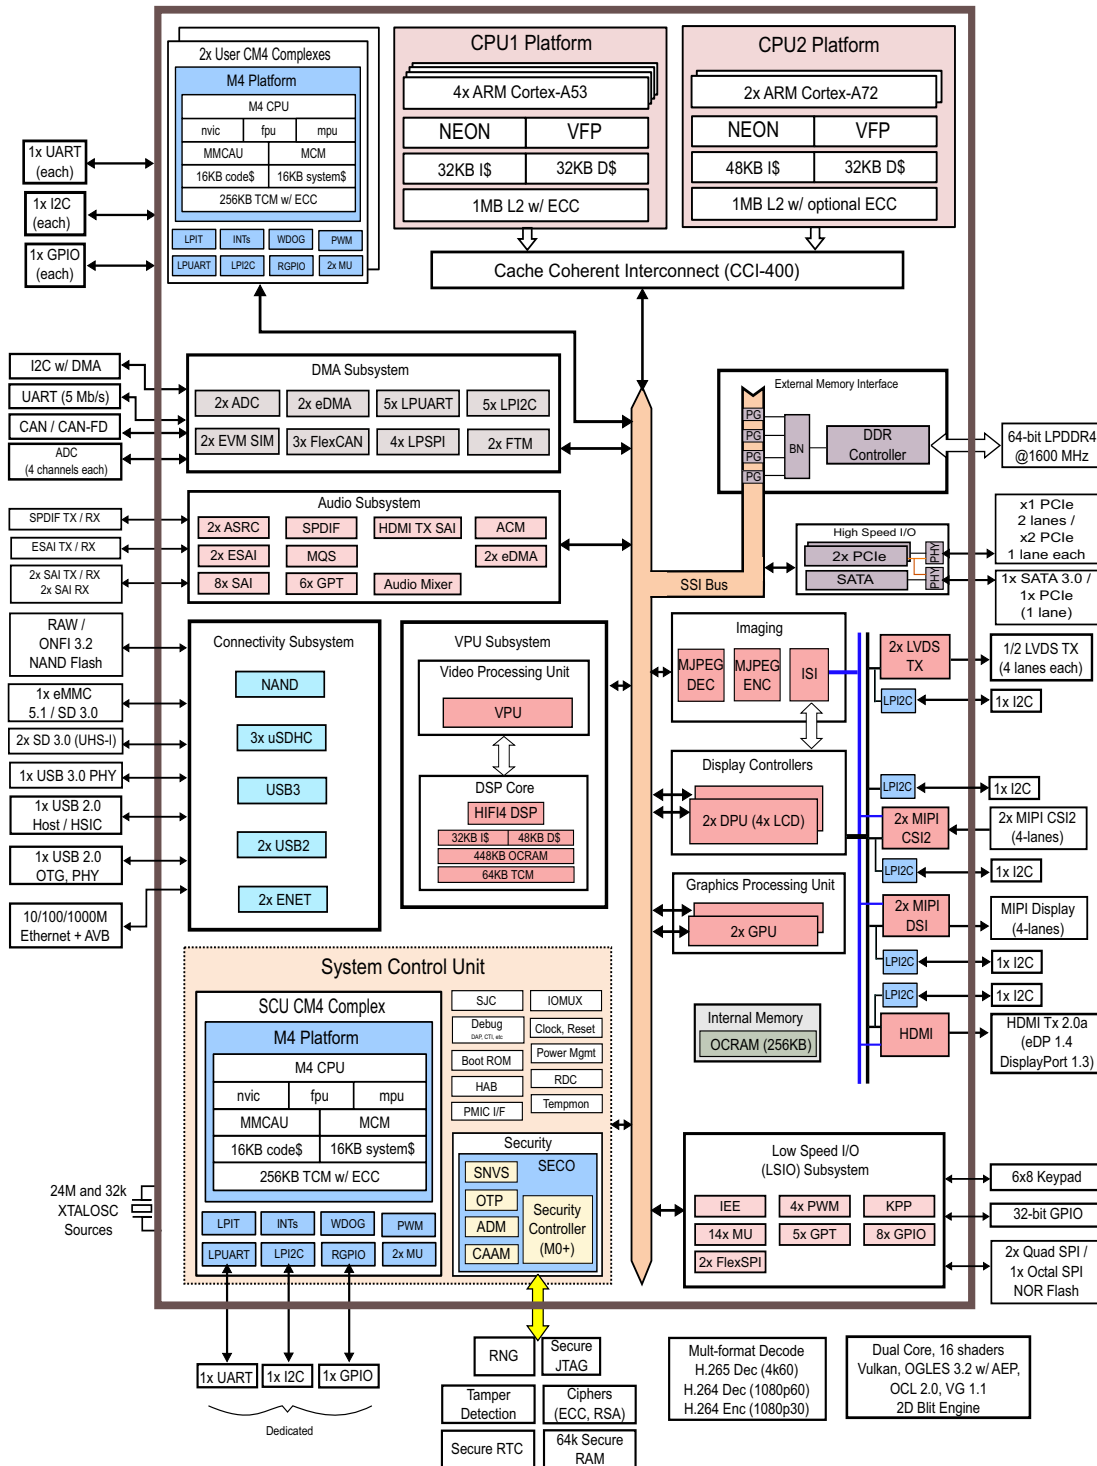 2x User CM4 Complexes
M4 Platform
M4 CPU
nvic
fpu
mpu
MMCAU
MCM
16KB code$
16KB system$
256KB TCM w/ ECC
LPIT
INTs
WDOG
PWM
LPUART
LPI2C
RGPIO
2x MU
CPU1 Platform
4x ARM Cortex-A53
NEON
VFP
32KB I$
32KB D$
1MB L2 w/ ECC
CPU2 Platform
2x ARM Cortex-A72
NEON
VFP
48KB I$
32KB D$
1MB L2 w/ optional ECC
Cache Coherent Interconnect (CCI-400)
1x UART
(each)
1x I2C
(each)
1x GPIO
(each)
I2C w/ DMA
UART (5 Mb/s)
CAN / CAN-FD
ADC
(4 channels each)
DMA Subsystem
2x ADC
2x eDMA
5x LPUART
5x LPI2C
2x EVM SIM
3x FlexCAN
4x LPSPI
2x FTM
External Memory Interface
PG
PG
PG
PG
BN
DDR
Controller
64-bit LPDDR4
@1600 MHz
SPDIF TX / RX
ESAI TX / RX
2x SAI TX / RX
2x SAI RX
Audio Subsystem
2x ASRC
SPDIF
HDMI TX SAI
ACM
2x ESAI
MQS
2x eDMA
8x SAI
6x GPT
Audio Mixer
High Speed I/O
2x PCIe
SATA
PHY
PHY
x1 PCIe
2 lanes /
x2 PCIe
1 lane each
1x SATA 3.0 /
1x PCIe
(1 lane)
SSI Bus
RAW /
ONFI 3.2
NAND Flash
1x eMMC
5.1 / SD 3.0
2x SD 3.0 (UHS-I)
1x USB 3.0 PHY
1x USB 2.0
Host / HSIC
1x USB 2.0
OTG, PHY
10/100/1000M
Ethernet + AVB
Connectivity Subsystem
NAND
3x uSDHC
USB3
2x USB2
2x ENET
VPU Subsystem
Video Processing Unit
VPU
DSP Core
HIFI4 DSP
32KB I$
48KB D$
448KB OCRAM
64KB TCM
Imaging
MJPEG
DEC
MJPEG
ENC
ISI
Display Controllers
2x DPU (4x LCD)
Graphics Processing Unit
2x GPU
Internal Memory
OCRAM (256KB)
2x LVDS
TX
LPI2C
LPI2C
2x MIPI
CSI2
LPI2C
2x MIPI
DSI
LPI2C
LPI2C
HDMI
1/2 LVDS TX
(4 lanes each)
1x I2C
1x I2C
2x MIPI CSI2
(4-lanes)
1x I2C
MIPI Display
(4-lanes)
1x I2C
1x I2C
HDMI Tx 2.0a
(eDP 1.4
DisplayPort 1.3)
System Control Unit
SCU CM4 Complex
M4 Platform
M4 CPU
nvic
fpu
mpu
MMCAU
MCM
16KB code$
16KB system$
256KB TCM w/ ECC
LPIT
INTs
WDOG
PWM
LPUART
LPI2C
RGPIO
2x MU
SJC
IOMUX
Debug
DAP, CTI, etc
Clock, Reset
Boot ROM
Power Mgmt
HAB
RDC
PMIC I/F
Tempmon
Security
SECO
SNVS
OTP
ADM
CAAM
Security
Controller
(M0+)
24M and 32k
XTALOSC
Sources
Low Speed I/O
(LSIO) Subsystem
IEE
4x PWM
KPP
14x MU
5x GPT
8x GPIO
2x FlexSPI
6x8 Keypad
32-bit GPIO
2x Quad SPI /
1x Octal SPI
NOR Flash
1x UART
1x I2C
1x GPIO
Dedicated
RNG
Secure
JTAG
Tamper
Detection
Ciphers
(ECC, RSA)
Secure RTC
64k Secure
RAM
Mult-format Decode
H.265 Dec (4k60)
H.264 Dec (1080p60)
H.264 Enc (1080p30)
Dual Core, 16 shaders
Vulkan, OGLES 3.2 w/ AEP,
OCL 2.0, VG 1.1
2D Blit Engine